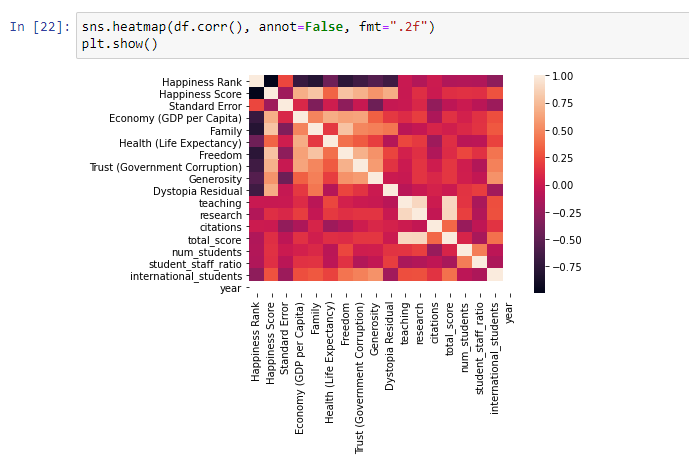 In [22]: sns.heatmap(df.corr(), annot=False, fmt=".2f")
plt.show()
Happiness Rank
Happiness Score
Standard Error
Economy (GDP per Capita)
Family
Health (Life Expectancy)
Freedom
Trust (Government Corruption)
Generosity
Dystopia Residual
teaching
research
citations
total_score
num_students
student_staff_ratio
international_students
year
1.00
0.75
0.50
0.25
0.00
−0.25
−0.50
−0.75
Happiness Rank
Happiness Score
Standard Error
Economy (GDP per Capita)
Family
Health (Life Expectancy)
Freedom
Trust (Government Corruption)
Generosity
Dystopia Residual
teaching
research
citations
total_score
num_students
student_staff_ratio
international_students
year